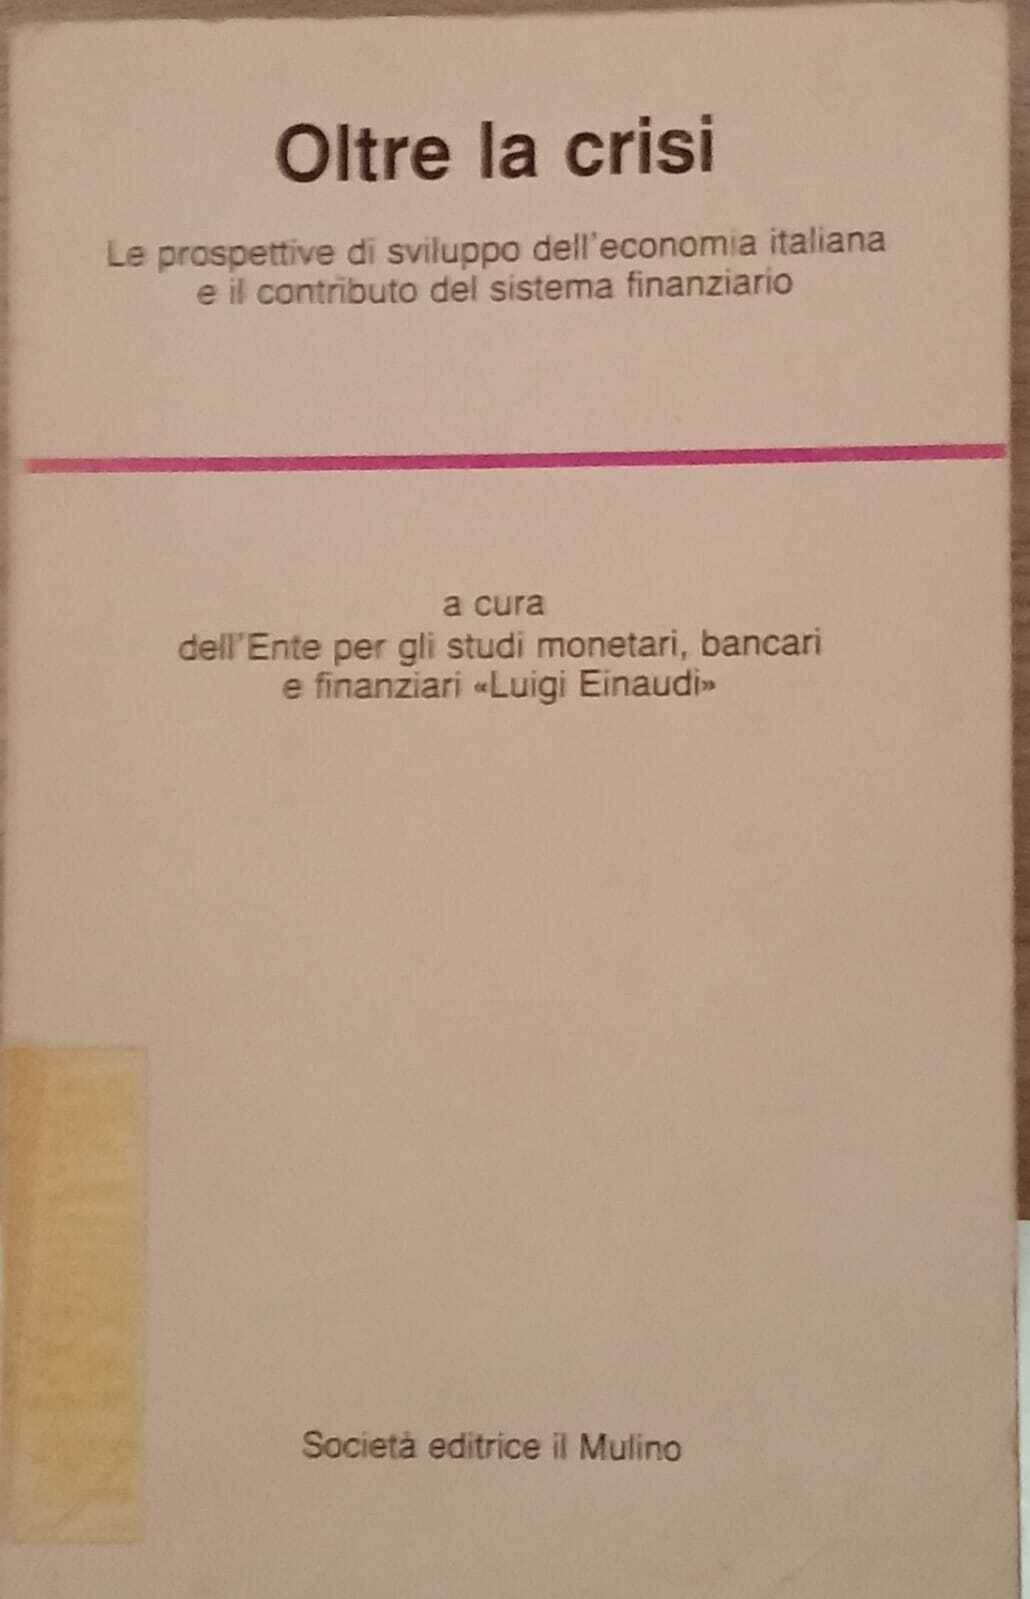 Oltre la crisi
Le prospettive di sviluppo dell'economia italiana
e il contributo del sistema finanziario
a cura
dell'Ente per gli studi monetari, bancari
e finanziari «Luigi Einaudi»
Società editrice il Mulino